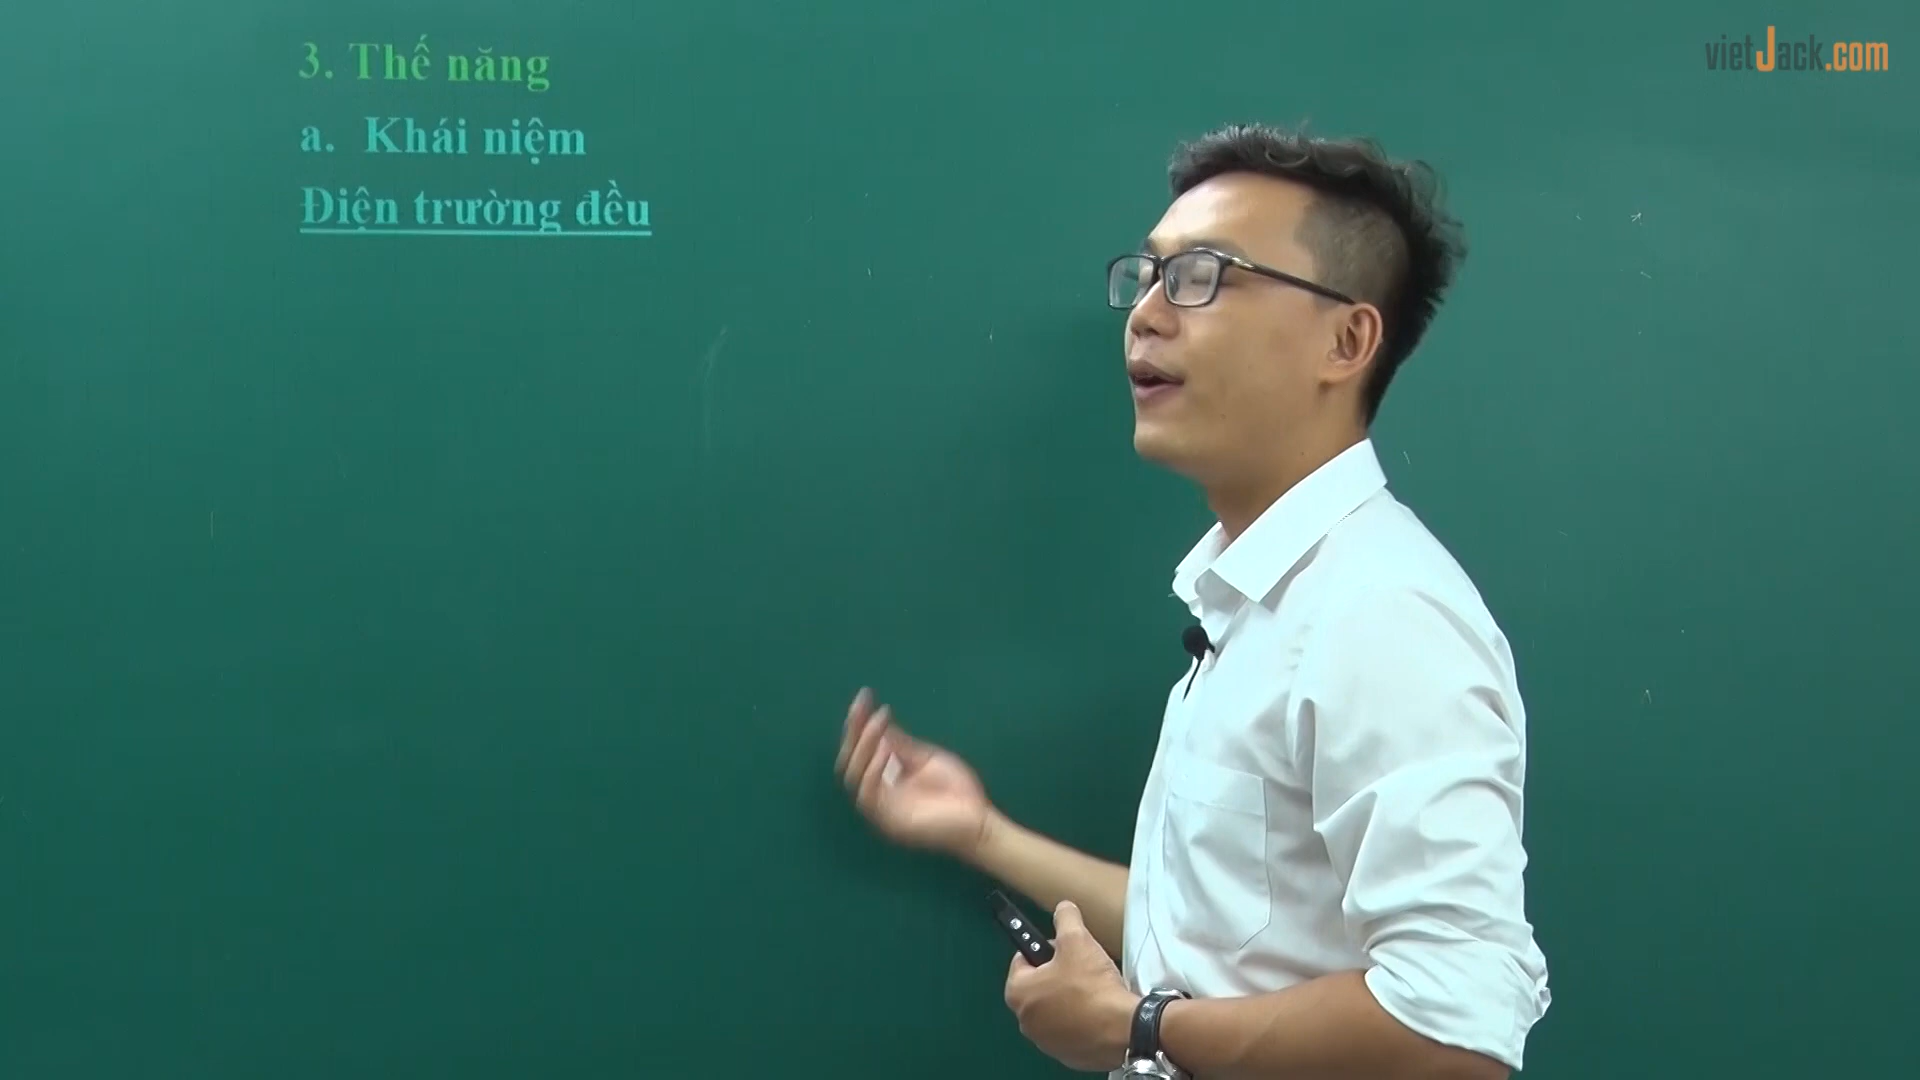 3. Thế năng
vietJack.com
a. Khái niệm
Điện trường đều